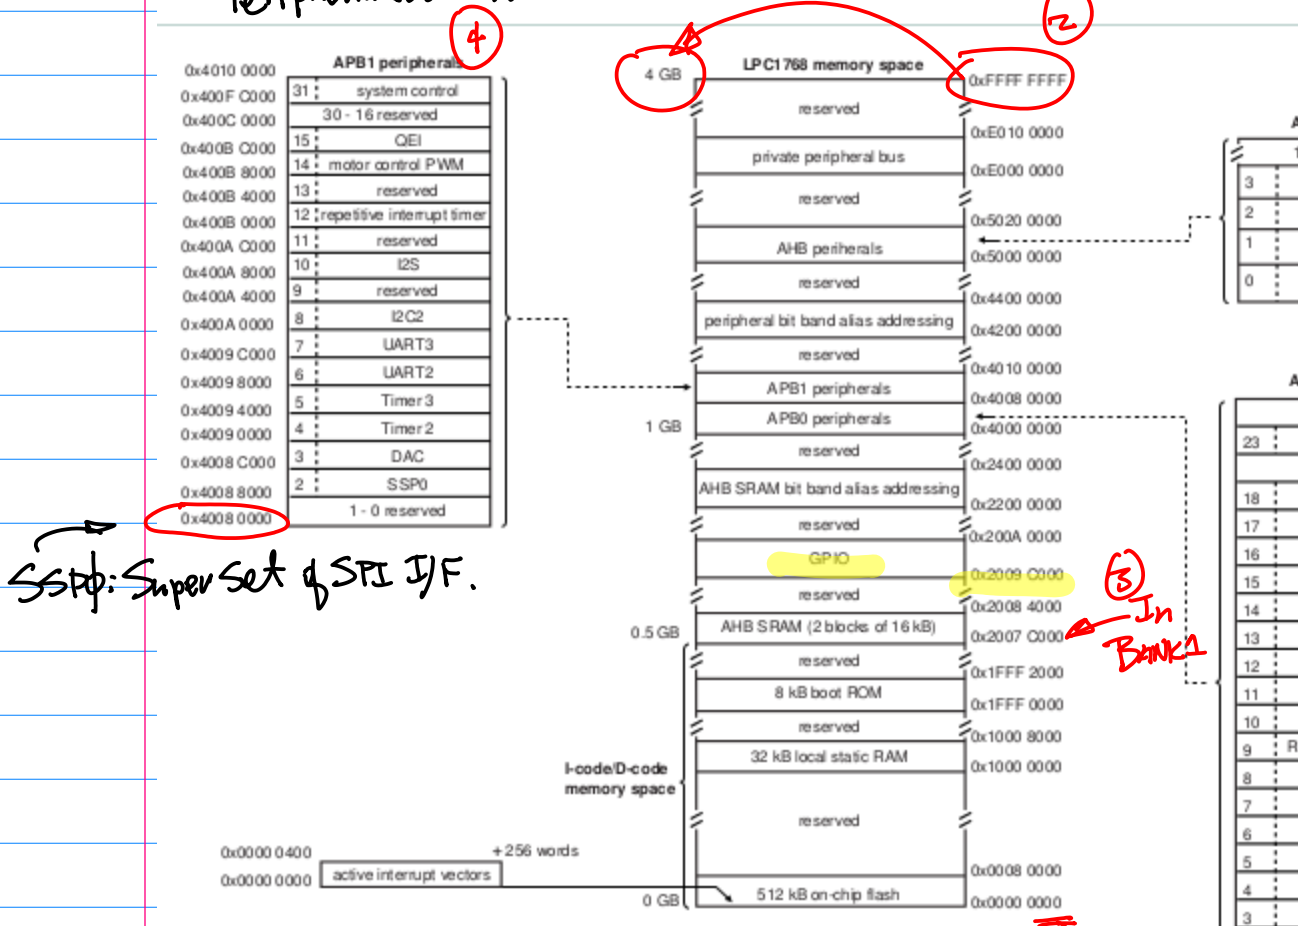 4
2
APB1 peripherals
0x4010 0000
31 system control
0x400F C000
30 - 16 reserved
0x400C 0000
15 QEI
0x400B C000
14 motor control PWM
0x400B 8000
13 reserved
0x400B 4000
12 repetitive interrupt timer
0x400B 0000
11 reserved
0x400A C000
10 I2S
0x400A 8000
9 reserved
0x400A 4000
8 I2C2
0x400A 0000
7 UART3
0x4009 C000
6 UART2
0x4009 8000
5 Timer3
0x4009 4000
4 Timer2
0x4009 0000
3 DAC
0x4008 C000
2 SSP0
0x4008 8000
1 - 0 reserved
0x4008 0000
SSPφ: Super Set of SPI I/F.
LPC1768 memory space
4 GB
0xFFFF FFFF
reserved
0xE010 0000
private peripheral bus
0xE000 0000
reserved
0x5020 0000
AHB periherals
0x5000 0000
reserved
0x4400 0000
peripheral bit band alias addressing
0x4200 0000
reserved
0x4010 0000
APB1 peripherals
0x4008 0000
APB0 peripherals
1 GB
0x4000 0000
reserved
0x2400 0000
AHB SRAM bit band alias addressing
0x2200 0000
reserved
0x200A 0000
GPIO
0x2009 C000
reserved
0x2008 4000
AHB SRAM (2 blocks of 16 kB)
0.5 GB
0x2007 C000
3
In
BANK1
reserved
0x1FFF 2000
8 kB boot ROM
0x1FFF 0000
reserved
0x1000 8000
32 kB local static RAM
0x1000 0000
I-code/D-code
memory space
reserved
0x0008 0000
512 kB on-chip flash
0 GB
0x0000 0000
0x0000 0400
+256 words
active interrupt vectors
0x0000 0000
3
2
1
0
23
18
17
16
15
14
13
12
11
10
9
8
7
6
5
4
3